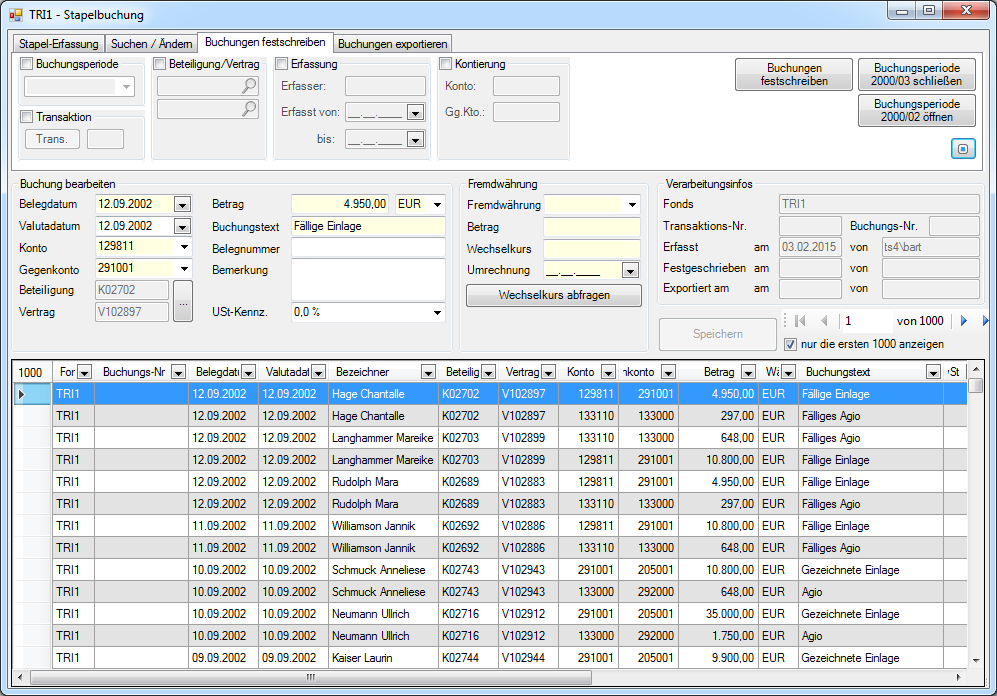 TRI1 - Stapelbuchung
Stapel-Erfassung Suchen / Ändern Buchungen festschreiben Buchungen exportieren
Buchungsperiode Beteiligung/Vertrag Erfassung Kontierung
Erfasser: Konto:
Erfasst von: __.__.____ Gg.Kto.:
Transaktion
Trans. bis: __.__.____
Buchungen festschreiben
Buchungsperiode 2000/03 schließen
Buchungsperiode 2000/02 öffnen
Buchung bearbeiten
Belegdatum 12.09.2002 Betrag 4.950,00 EUR
Valutadatum 12.09.2002 Buchungstext Fällige Einlage
Konto 129811 Belegnummer
Gegenkonto 291001 Bemerkung
Beteiligung K02702
Vertrag V102897 ... USt-Kennz. 0,0 %
Fremdwährung
Fremdwährung
Betrag
Wechselkurs
Umrechnung __.__.____
Wechselkurs abfragen
Verarbeitungsinfos
Fonds TRI1
Transaktions-Nr. Buchungs-Nr.
Erfasst am 03.02.2015 von ts4\bart
Festgeschrieben am von
Exportiert am am von
Speichern
1 von 1000
nur die ersten 1000 anzeigen
1000 For Buchungs-Nr Belegdatu Valutadat Bezeichner Beteilig Vertrag Konto nkonto Betrag Wä Buchungstext St
TRI1 12.09.2002 12.09.2002 Hage Chantalle K02702 V102897 129811 291001 4.950,00 EUR Fällige Einlage
TRI1 12.09.2002 12.09.2002 Hage Chantalle K02702 V102897 133110 133000 297,00 EUR Fälliges Agio
TRI1 12.09.2002 12.09.2002 Langhammer Mareike K02703 V102899 133110 133000 648,00 EUR Fälliges Agio
TRI1 12.09.2002 12.09.2002 Langhammer Mareike K02703 V102899 129811 291001 10.800,00 EUR Fällige Einlage
TRI1 12.09.2002 12.09.2002 Rudolph Mara K02689 V102883 129811 291001 4.950,00 EUR Fällige Einlage
TRI1 12.09.2002 12.09.2002 Rudolph Mara K02689 V102883 133110 133000 297,00 EUR Fälliges Agio
TRI1 11.09.2002 11.09.2002 Williamson Jannik K02692 V102886 129811 291001 10.800,00 EUR Fällige Einlage
TRI1 11.09.2002 11.09.2002 Williamson Jannik K02692 V102886 133110 133000 648,00 EUR Fälliges Agio
TRI1 10.09.2002 10.09.2002 Schmuck Anneliese K02743 V102943 291001 205001 10.800,00 EUR Gezeichnete Einlage
TRI1 10.09.2002 10.09.2002 Schmuck Anneliese K02743 V102943 133000 292000 648,00 EUR Agio
TRI1 10.09.2002 10.09.2002 Neumann Ullrich K02716 V102912 291001 205001 35.000,00 EUR Gezeichnete Einlage
TRI1 10.09.2002 10.09.2002 Neumann Ullrich K02716 V102912 133000 292000 1.750,00 EUR Agio
TRI1 09.09.2002 09.09.2002 Kaiser Laurin K02744 V102944 291001 205001 9.900,00 EUR Gezeichnete Einlage